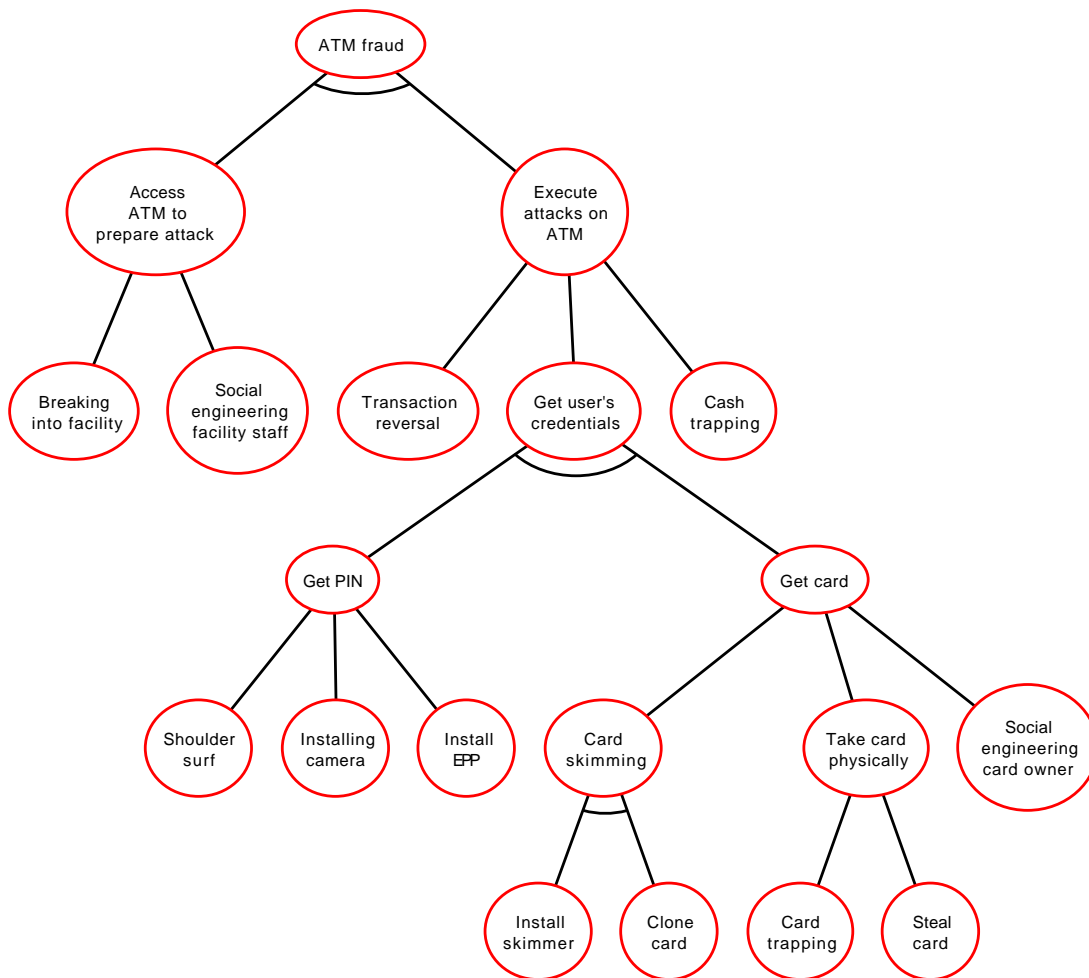 ATM fraud
Access
ATM to
prepare attack
Execute
attacks on
ATM
Breaking
into facility
Social
engineering
facility staff
Transaction
reversal
Get user's
credentials
Cash
trapping
Get PIN
Get card
Shoulder
surf
Installing
camera
Install
EPP
Card
skimming
Take card
physically
Social
engineering
card owner
Install
skimmer
Clone
card
Card
trapping
Steal
card